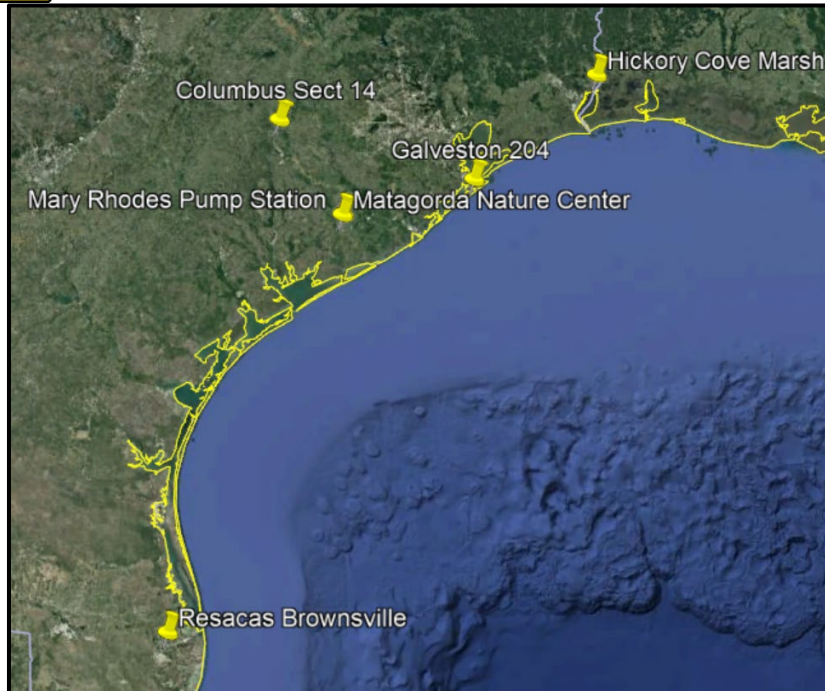 Hickory Cove Marsh
Columbus Sect 14
Galveston 204
Mary Rhodes Pump Station
Matagorda Nature Center
Resacas Brownsville